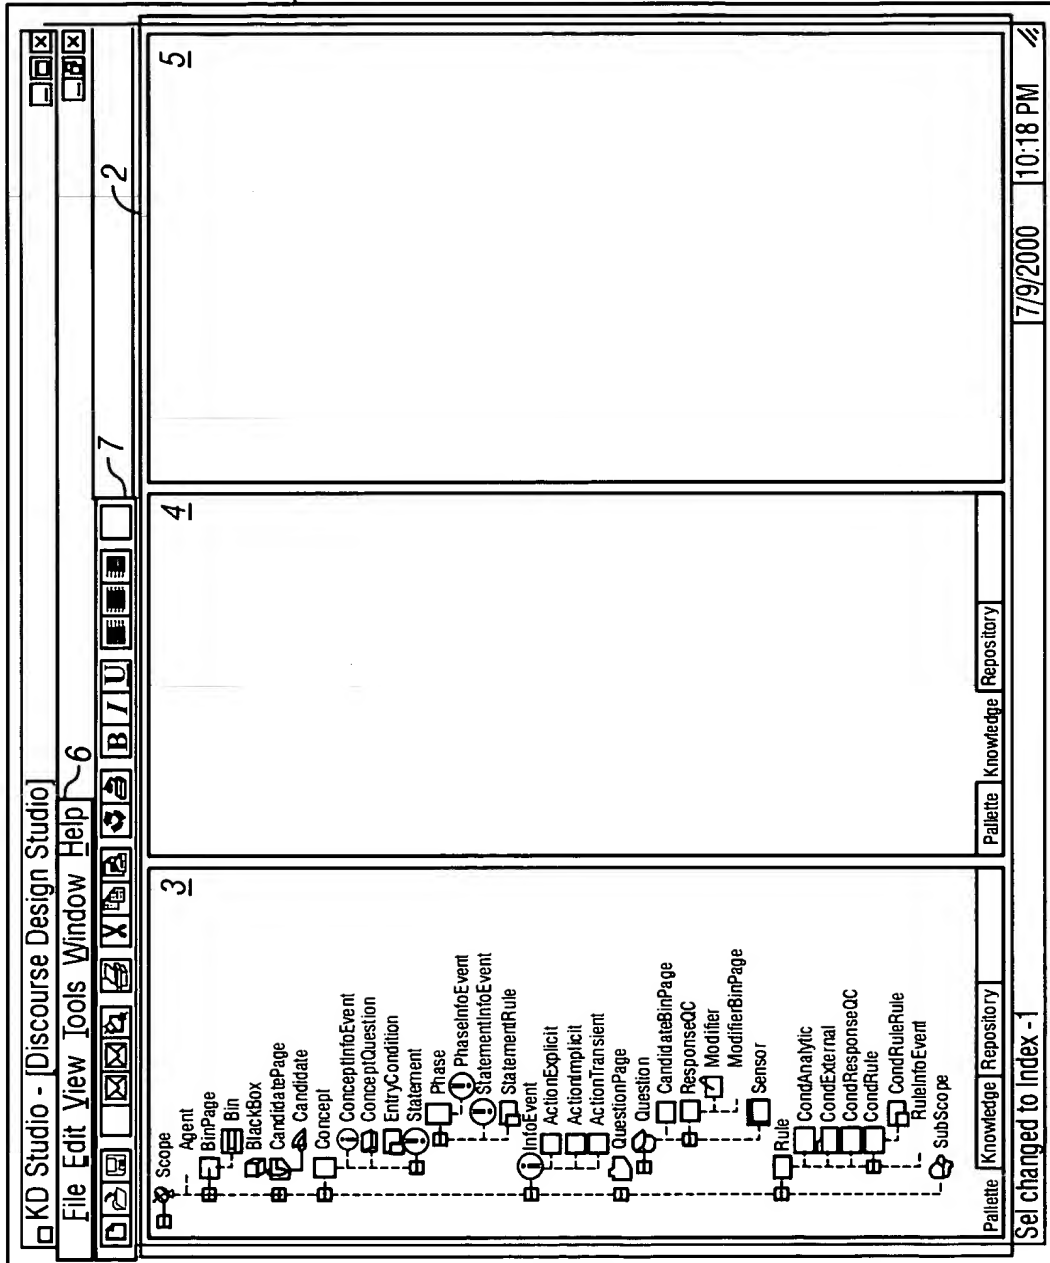 KD Studio - [Discourse Design Studio]
File Edit View Tools Window Help
6
B I U
7
2
3
Scope
Agent
BinPage
Bin
BlackBox
CandidatePage
Candidate
Concept
ConceptInfoEvent
ConceptQuestion
EntryCondition
Statement
Phase
PhaseInfoEvent
StatementInfoEvent
StatementRule
InfoEvent
ActionExplicit
ActionImplicit
ActionTransient
QuestionPage
Question
CandidateBinPage
ResponseQC
Modifier
ModifierBinPage
Sensor
Rule
CondAnalytic
CondExternal
CondResponseQC
CondRule
CondRuleRule
RuleInfoEvent
SubScope
Pallette Knowledge Repository
4
Pallette Knowledge Repository
5
Sel changed to Index -1
7/9/2000 10:18 PM